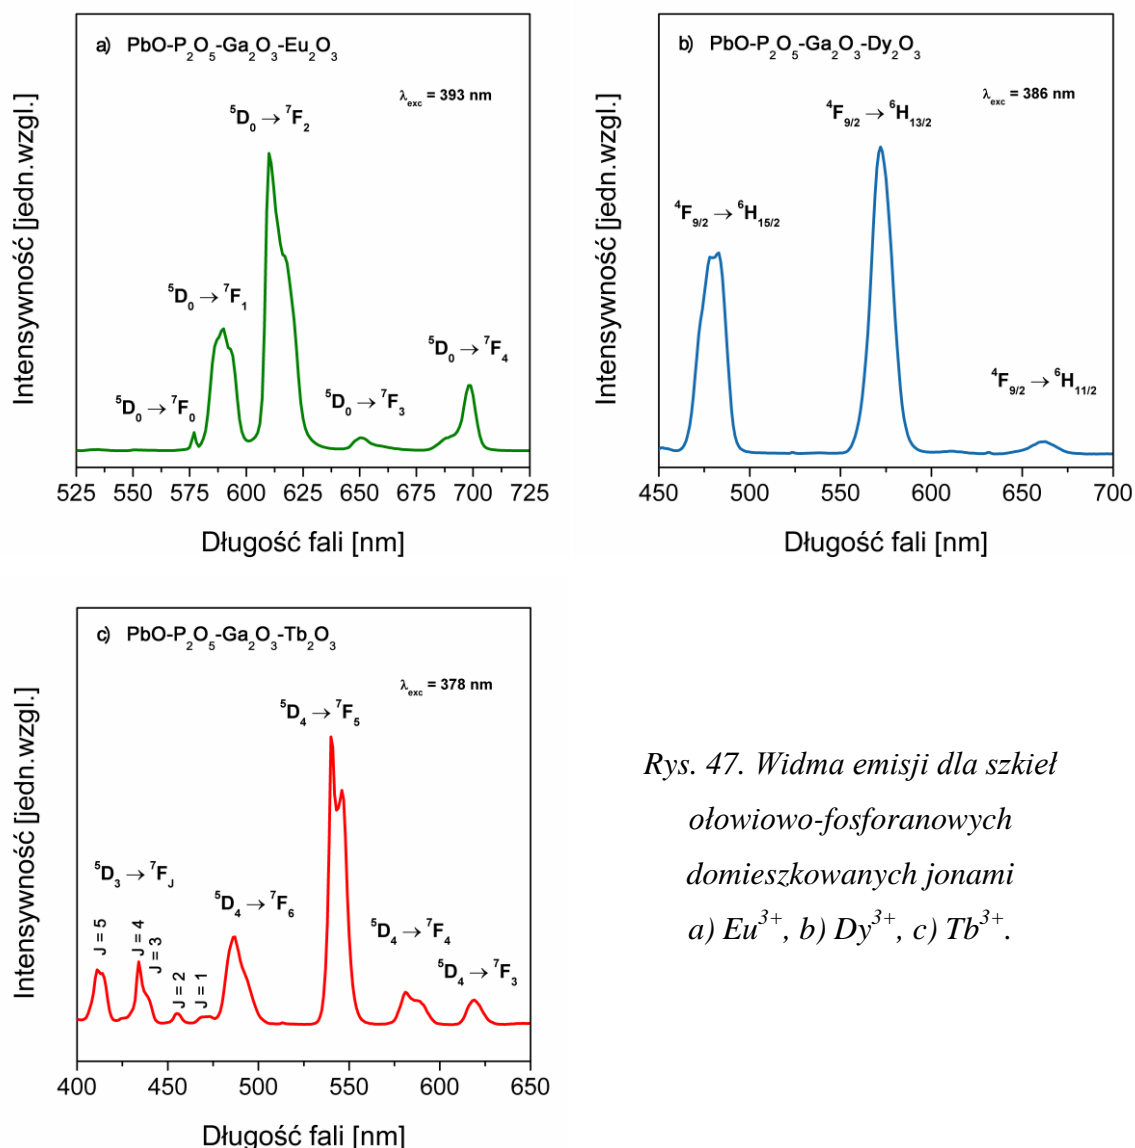 a) PbO-P₂O₅-Ga₂O₃-Eu₂O₃
λexc = 393 nm
⁵D₀ → ⁷F₂
⁵D₀ → ⁷F₁
⁵D₀ → ⁷F₄
⁵D₀ → ⁷F₀
⁵D₀ → ⁷F₃
Intensywność [jedn.wzgl.]
525 550 575 600 625 650 675 700 725
Długość fali [nm]
b) PbO-P₂O₅-Ga₂O₃-Dy₂O₃
λexc = 386 nm
⁴F9/2 → ⁶H13/2
⁴F9/2 → ⁶H15/2
⁴F9/2 → ⁶H11/2
Intensywność [jedn.wzgl.]
450 500 550 600 650 700
Długość fali [nm]
c) PbO-P₂O₅-Ga₂O₃-Tb₂O₃
λexc = 378 nm
⁵D₄ → ⁷F₅
⁵D₃ → ⁷FJ
⁵D₄ → ⁷F₆
⁵D₄ → ⁷F₄
⁵D₄ → ⁷F₃
J = 5
J = 4
J = 3
J = 2
J = 1
Intensywność [jedn.wzgl.]
400 450 500 550 600 650
Długość fali [nm]
Rys. 47. Widma emisji dla szkieł
ołowiowo-fosforanowych
domieszkowanych jonami
a) Eu³⁺, b) Dy³⁺, c) Tb³⁺.